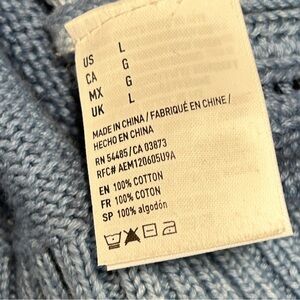 US L
CA G
MX G
UK L
MADE IN CHINA / FABRIQUÉ EN CHINE /
HECHO EN CHINA
RN 54485/CA 03873
RFC# AEM120605U9A
EN 100% COTTON
FR 100% COTON
SP 100% algodón